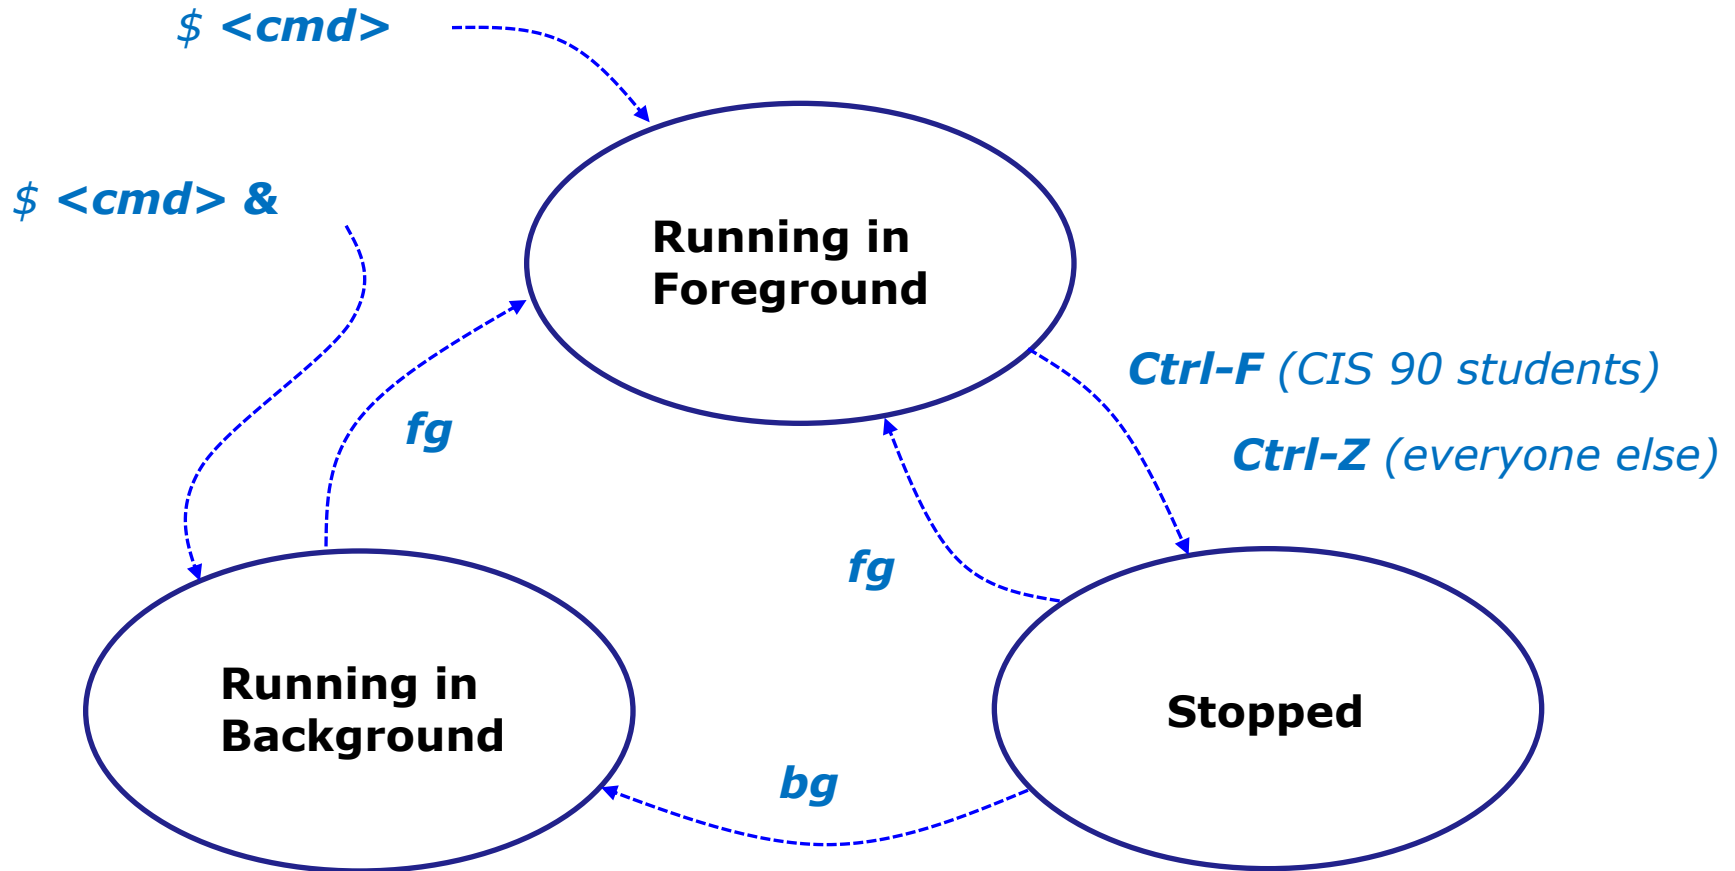 $ <cmd>
$ <cmd> &
Running in
Foreground
Ctrl-F (CIS 90 students)
fg
Ctrl-Z (everyone else)
fg
Running in
Background
Stopped
bg